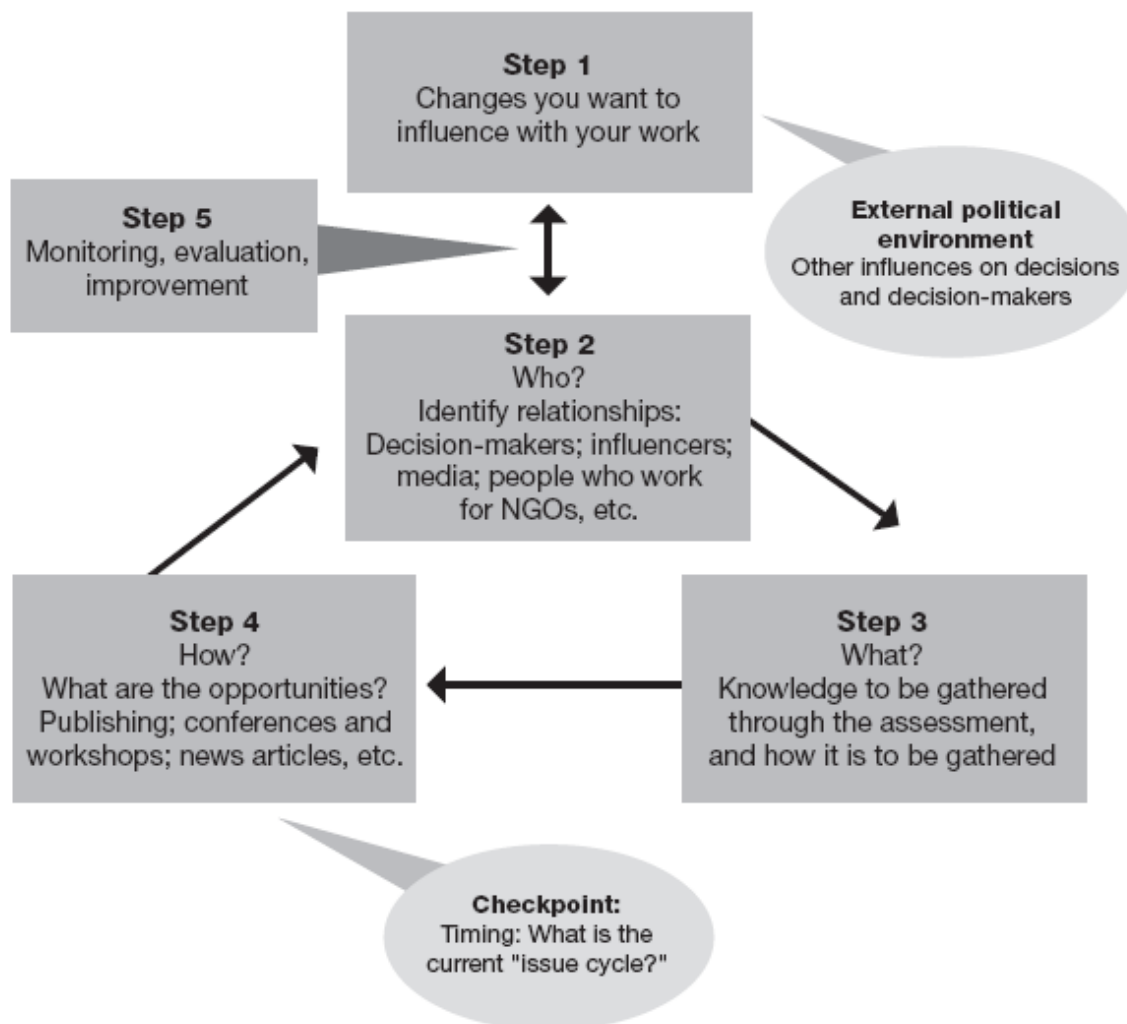 Step 1
Changes you want to
influence with your work
Step 5
Monitoring, evaluation,
improvement
External political
environment
Other influences on decisions
and decision-makers
Step 2
Who?
Identify relationships:
Decision-makers; influencers;
media; people who work
for NGOs, etc.
Step 4
How?
What are the opportunities?
Publishing; conferences and
workshops; news articles, etc.
Step 3
What?
Knowledge to be gathered
through the assessment,
and how it is to be gathered
Checkpoint:
Timing: What is the
current "issue cycle?"